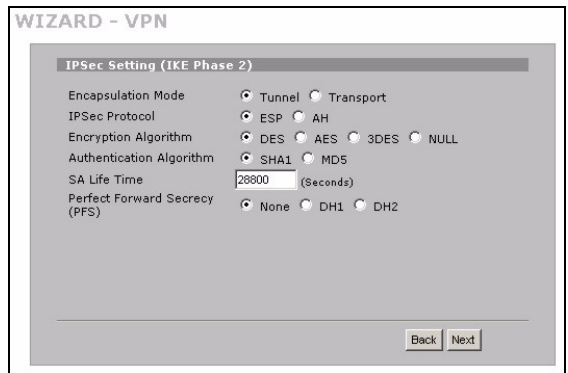 WIZARD - VPN
IPSec Setting (IKE Phase 2)
Encapsulation Mode Tunnel Transport
IPSec Protocol ESP AH
Encryption Algorithm DES AES 3DES NULL
Authentication Algorithm SHA1 MD5
SA Life Time 28800 (Seconds)
Perfect Forward Secrecy
(PFS) None DH1 DH2
Back Next